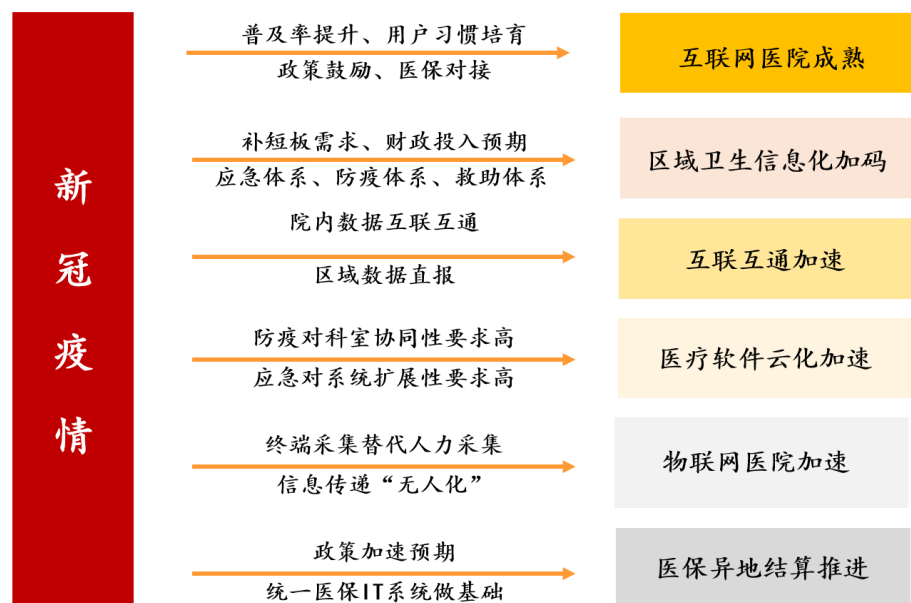 新冠疫情
普及率提升、用户习惯培育
政策鼓励、医保对接
互联网医院成熟
补短板需求、财政投入预期
应急体系、防疫体系、救助体系
区域卫生信息化加码
院内数据互联互通
区域数据直报
互联互通加速
防疫对科室协同性要求高
应急对系统扩展性要求高
医疗软件云化加速
终端采集替代人力采集
信息传递“无人化”
物联网医院加速
政策加速预期
统一医保IT系统做基础
医保异地结算推进